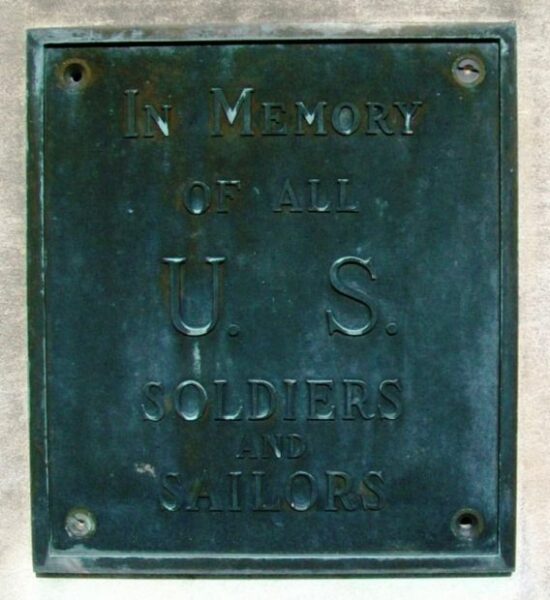 In Memory
OF ALL
U. S.
SOLDIERS
AND
SAILORS